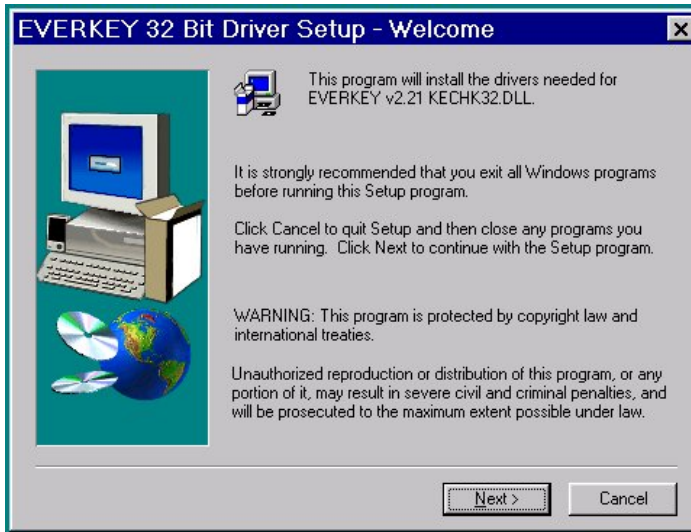 EVERKEY 32 Bit Driver Setup - Welcome
This program will install the drivers needed for
EVERKEY v2.21 KECHK32.DLL.
It is strongly recommended that you exit all Windows programs
before running this Setup program.
Click Cancel to quit Setup and then close any programs you
have running. Click Next to continue with the Setup program.
WARNING: This program is protected by copyright law and
international treaties.
Unauthorized reproduction or distribution of this program, or any
portion of it, may result in severe civil and criminal penalties, and
will be prosecuted to the maximum extent possible under law.
Next >
Cancel